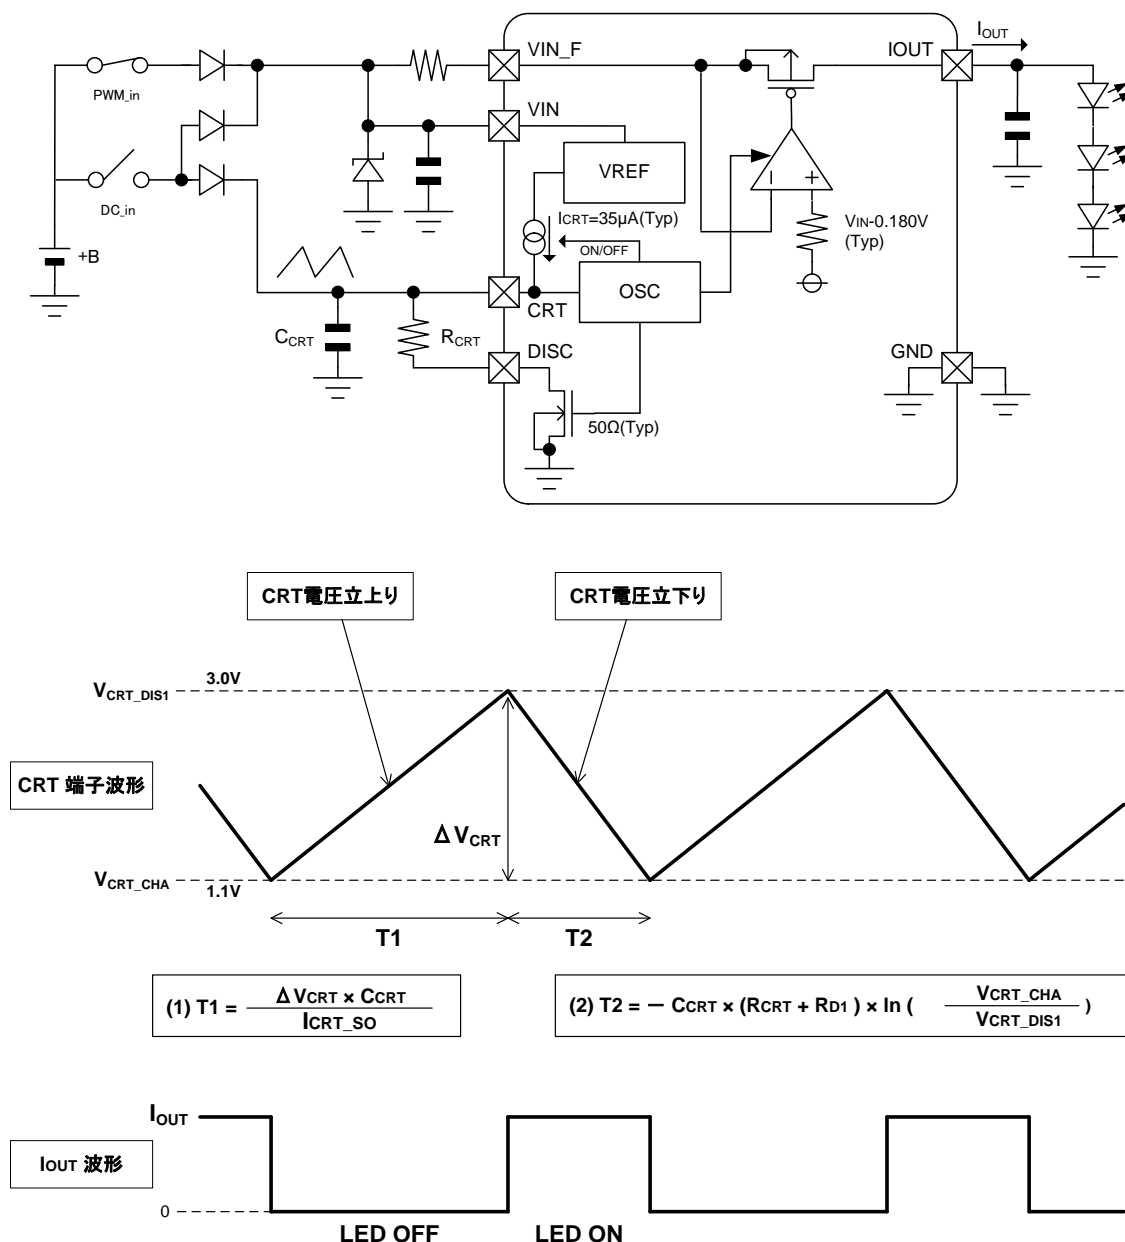 VIN_F
IOUT
IOUT
PWM_in
VIN
VREF
DC_in
ICRT=35μA(Typ)
VIN-0.180V
(Typ)
ON/OFF
+B
OSC
CRT
CCRT
RCRT
DISC
GND
50Ω(Typ)
CRT電圧立上り
CRT電圧立下り
VCRT_DIS1
3.0V
CRT 端子波形
ΔVCRT
VCRT_CHA
1.1V
T1
T2
(1) T1 = ΔVCRT × CCRT / ICRT_SO
(2) T2 = － CCRT × (RCRT + RD1 ) × ln ( VCRT_CHA / VCRT_DIS1 )
IOUT
IOUT 波形
0
LED OFF
LED ON